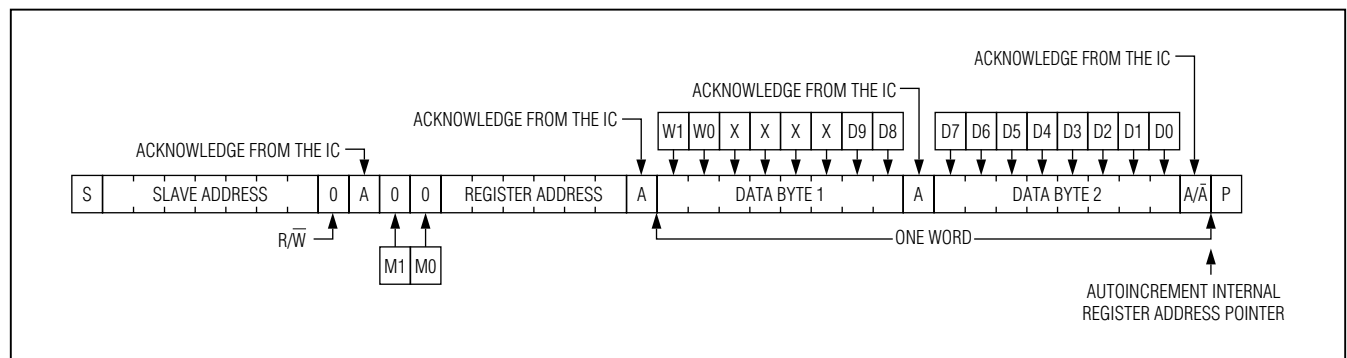 ACKNOWLEDGE FROM THE IC
ACKNOWLEDGE FROM THE IC
W1 W0 X X X X D9 D8
D7 D6 D5 D4 D3 D2 D1 D0
ACKNOWLEDGE FROM THE IC
ACKNOWLEDGE FROM THE IC
S SLAVE ADDRESS 0 A 0 0 REGISTER ADDRESS A DATA BYTE 1 A DATA BYTE 2 A/A̅ P
R/W̅
ONE WORD
M1 M0
AUTOINCREMENT INTERNAL
REGISTER ADDRESS POINTER